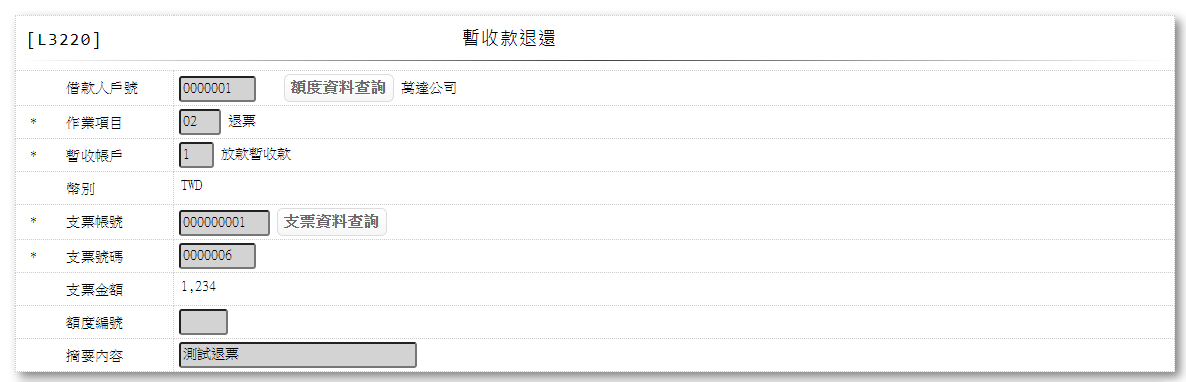 [L3220] 暫收款退還
借款人戶號 0000001 額度資料查詢 萬達公司
* 作業項目 02 退票
* 暫收帳戶 1 放款暫收款
幣別 TWD
* 支票帳號 000000001 支票資料查詢
* 支票號碼 0000006
支票金額 1,234
額度編號
摘要內容 測試退票